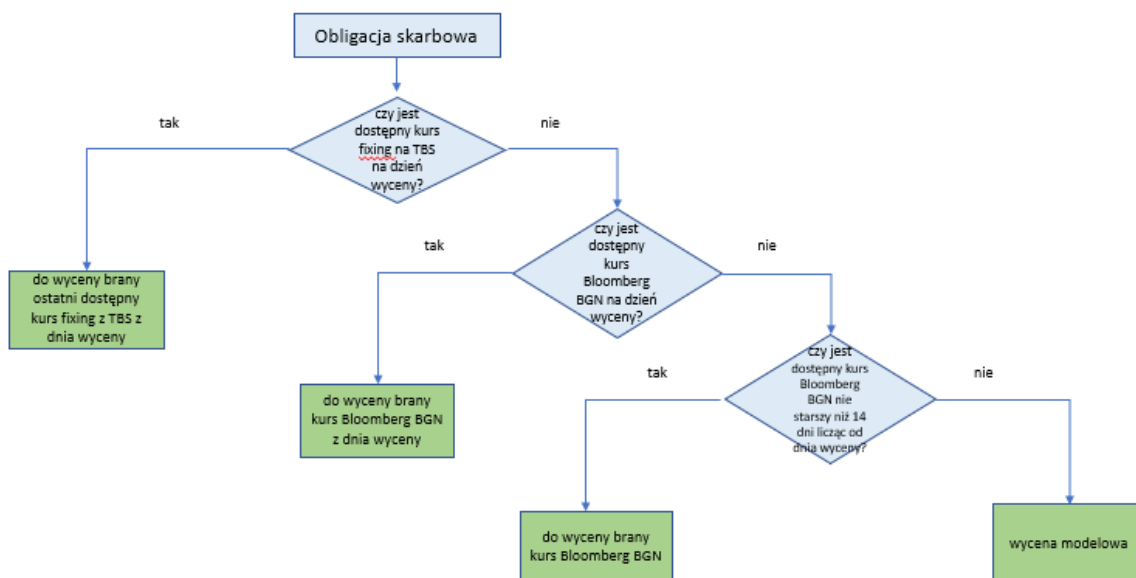 Obligacja skarbowa
czy jest
dostępny kurs
fixing na TBS
na dzień
wyceny?
tak
nie
czy jest
dostępny
kurs
Bloomberg
BGN na dzień
wyceny?
tak
nie
do wyceny brany
ostatni dostępny
kurs fixing z TBS z
dnia wyceny
czy jest
dostępny kurs
Bloomberg
BGN nie
starszy niż 14
dni licząc od
dnia wyceny?
tak
nie
do wyceny brany
kurs Bloomberg BGN
z dnia wyceny
do wyceny brany
kurs Bloomberg BGN
wycena modelowa